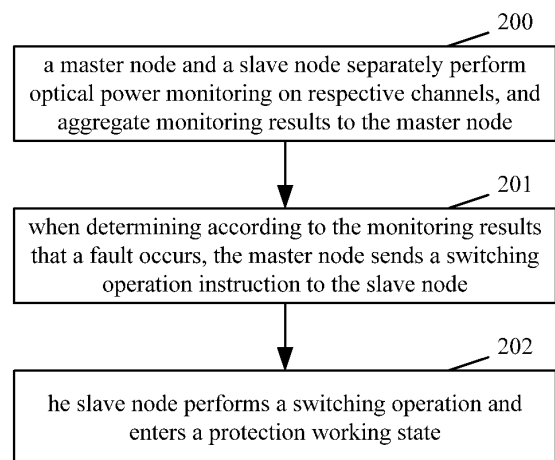 200
a master node and a slave node separately perform
optical power monitoring on respective channels, and
aggregate monitoring results to the master node
201
when determining according to the monitoring results
that a fault occurs, the master node sends a switching
operation instruction to the slave node
202
he slave node performs a switching operation and
enters a protection working state